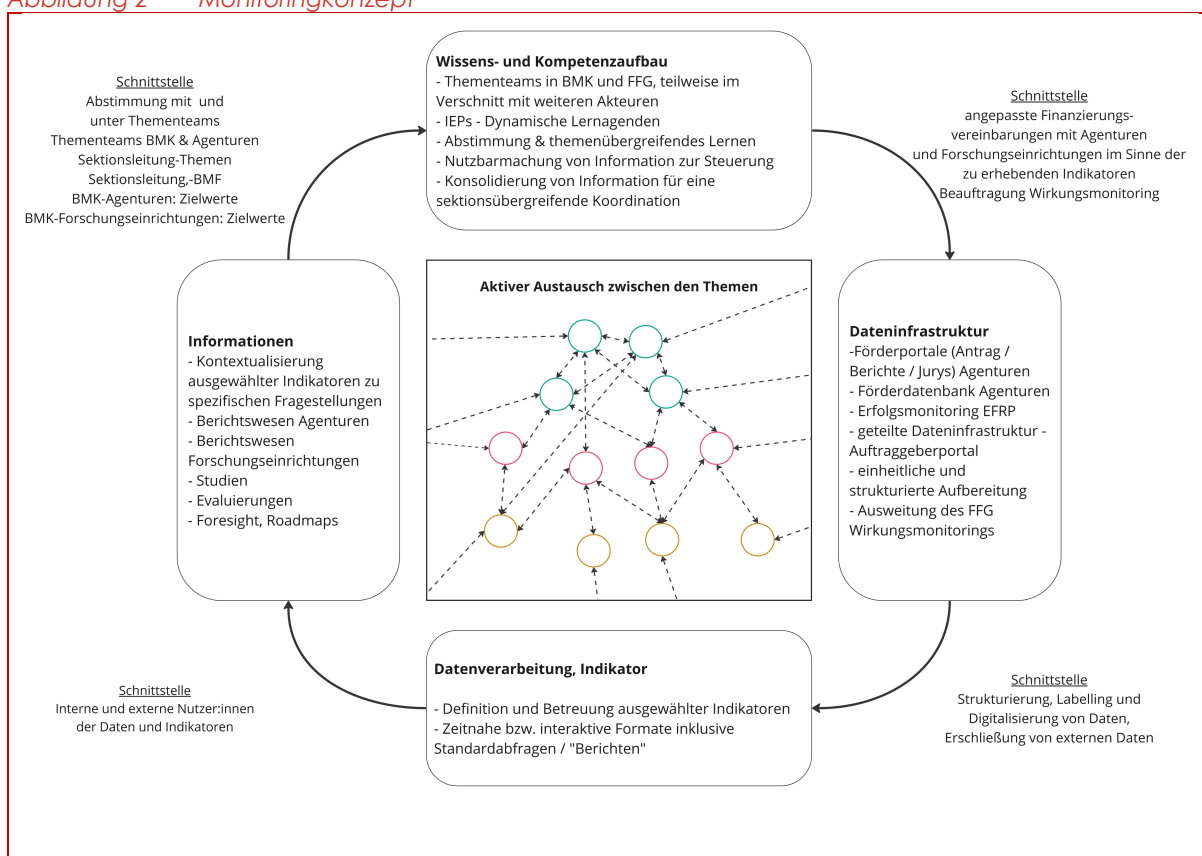 Abbildung 2 Monitoringkonzept
Wissens- und Kompetenzaufbau
- Thementeams in BMK und FFG, teilweise im
Verschnitt mit weiteren Akteuren
- IEPs - Dynamische Lernagenden
- Abstimmung & themenübergreifendes Lernen
- Nutzbarmachung von Information zur Steuerung
- Konsolidierung von Information für eine
sektionsübergreifende Koordination
Schnittstelle
Abstimmung mit und
unter Thementeams
Thementeams BMK & Agenturen
Sektionsleitung-Themen
Sektionsleitung,-BMF
BMK-Agenturen: Zielwerte
BMK-Forschungseinrichtungen: Zielwerte
Schnittstelle
angepasste Finanzierungs-
vereinbarungen mit Agenturen
und Forschungseinrichtungen im Sinne der
zu erhebenden Indikatoren
Beauftragung Wirkungsmonitoring
Informationen
- Kontextualisierung
ausgewählter Indikatoren zu
spezifischen Fragestellungen
- Berichtswesen Agenturen
- Berichtswesen
Forschungseinrichtungen
- Studien
- Evaluierungen
- Foresight, Roadmaps
Aktiver Austausch zwischen den Themen
Dateninfrastruktur
-Förderportale (Antrag /
Berichte / Jurys) Agenturen
- Förderdatenbank Agenturen
- Erfolgsmonitoring EFRP
- geteilte Dateninfrastruktur -
Auftraggeberportal
- einheitliche und
strukturierte Aufbereitung
- Ausweitung des FFG
Wirkungsmonitorings
Datenverarbeitung, Indikator
- Definition und Betreuung ausgewählter Indikatoren
- Zeitnahe bzw. interaktive Formate inklusive
Standardabfragen / "Berichten"
Schnittstelle
Interne und externe Nutzer:innen
der Daten und Indikatoren
Schnittstelle
Strukturierung, Labelling und
Digitalisierung von Daten,
Erschließung von externen Daten